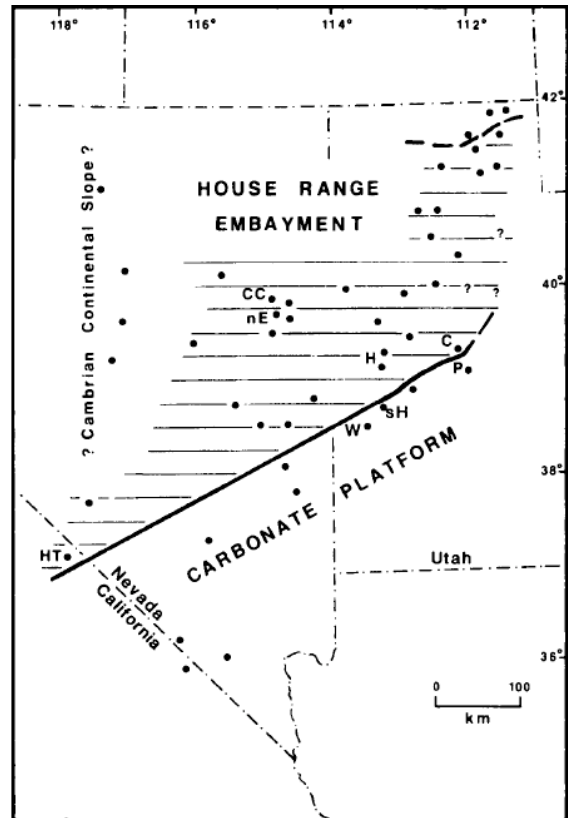 118° 116° 114° 112°
42°
? Cambrian Continental Slope ?
HOUSE RANGE
EMBAYMENT
?
40°
? ?
CC
nE
C
H
P
sH
W
38°
CARBONATE PLATFORM
HT
Nevada
California
Utah
36°
0 100
km